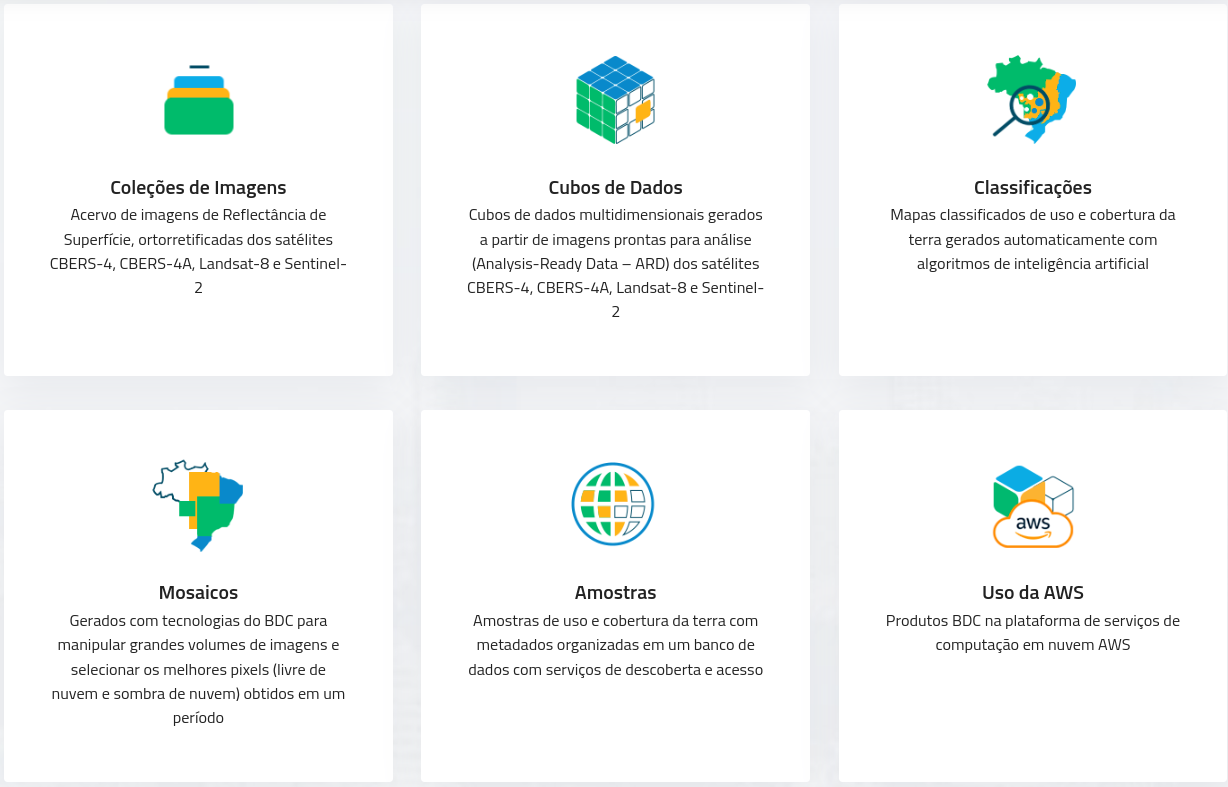 Coleções de Imagens
Acervo de imagens de Reflectância de
Superfície, ortorretificadas dos satélites
CBERS-4, CBERS-4A, Landsat-8 e Sentinel-
2
Cubos de Dados
Cubos de dados multidimensionais gerados
a partir de imagens prontas para análise
(Analysis-Ready Data – ARD) dos satélites
CBERS-4, CBERS-4A, Landsat-8 e Sentinel-
2
Classificações
Mapas classificados de uso e cobertura da
terra gerados automaticamente com
algoritmos de inteligência artificial
Mosaicos
Gerados com tecnologias do BDC para
manipular grandes volumes de imagens e
selecionar os melhores pixels (livre de
nuvem e sombra de nuvem) obtidos em um
período
Amostras
Amostras de uso e cobertura da terra com
metadados organizadas em um banco de
dados com serviços de descoberta e acesso
aws
Uso da AWS
Produtos BDC na plataforma de serviços de
computação em nuvem AWS